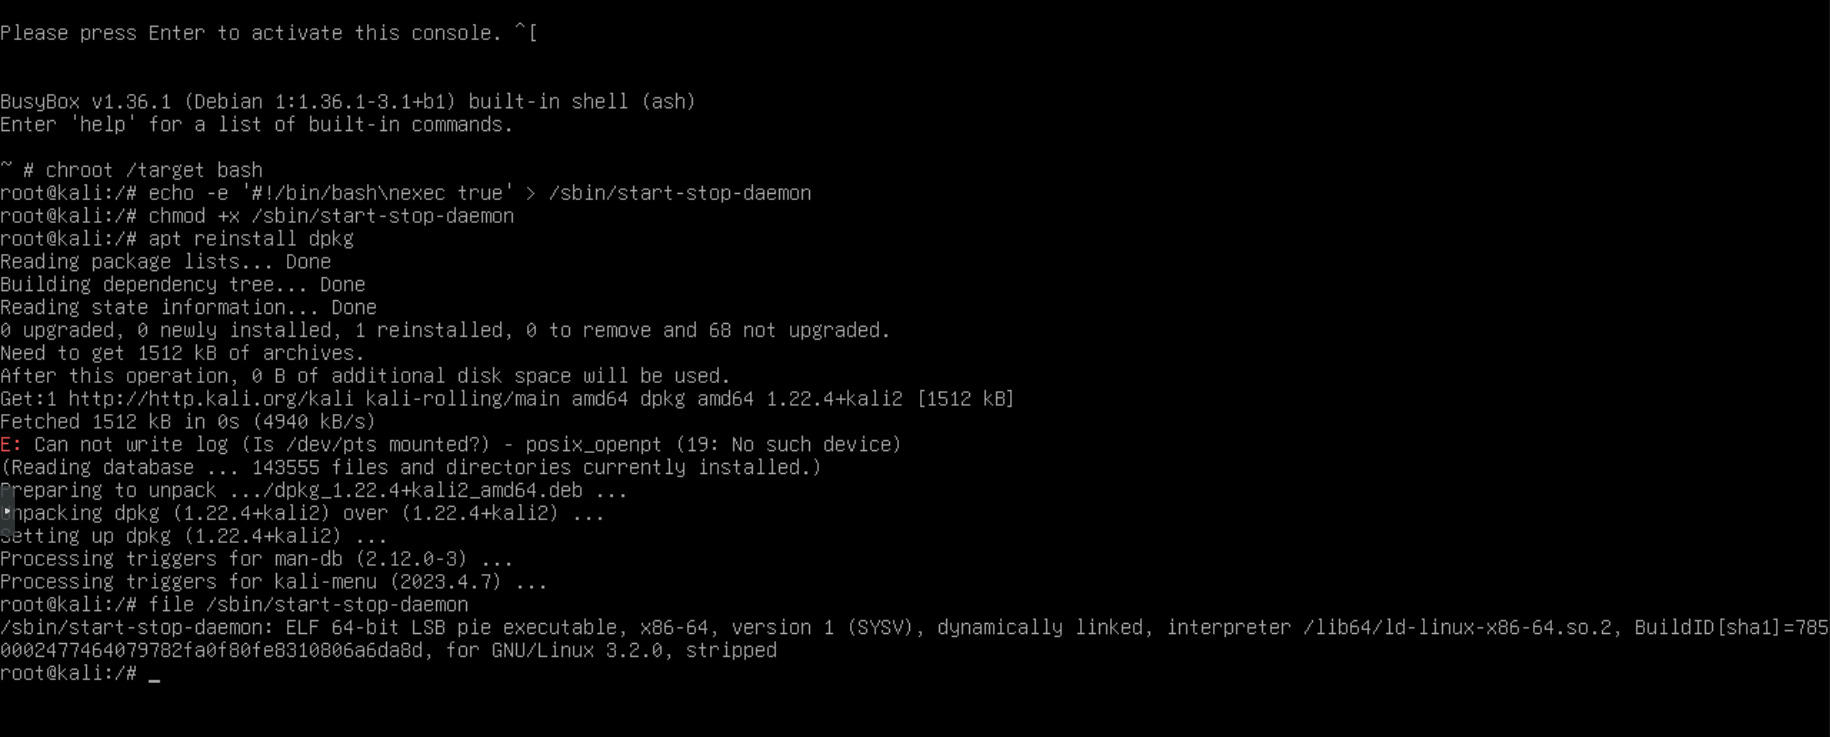 Please press Enter to activate this console. ^[
BusyBox v1.36.1 (Debian 1:1.36.1-3.1+b1) built-in shell (ash)
Enter 'help' for a list of built-in commands.
~ # chroot /target bash
root@kali:/# echo -e '#!/bin/bash\nexec true' > /sbin/start-stop-daemon
root@kali:/# chmod +x /sbin/start-stop-daemon
root@kali:/# apt reinstall dpkg
Reading package lists... Done
Building dependency tree... Done
Reading state information... Done
0 upgraded, 0 newly installed, 1 reinstalled, 0 to remove and 68 not upgraded.
Need to get 1512 kB of archives.
After this operation, 0 B of additional disk space will be used.
Get:1 http://http.kali.org/kali kali-rolling/main amd64 dpkg amd64 1.22.4+kali2 [1512 kB]
Fetched 1512 kB in 0s (4940 kB/s)
E: Can not write log (Is /dev/pts mounted?) - posix_openpt (19: No such device)
(Reading database ... 143555 files and directories currently installed.)
Preparing to unpack .../dpkg_1.22.4+kali2_amd64.deb ...
Unpacking dpkg (1.22.4+kali2) over (1.22.4+kali2) ...
Setting up dpkg (1.22.4+kali2) ...
Processing triggers for man-db (2.12.0-3) ...
Processing triggers for kali-menu (2023.4.7) ...
root@kali:/# file /sbin/start-stop-daemon
/sbin/start-stop-daemon: ELF 64-bit LSB pie executable, x86-64, version 1 (SYSV), dynamically linked, interpreter /lib64/ld-linux-x86-64.so.2, BuildID[sha1]=785
0002477464079782fa0f80fe8310806a6da8d, for GNU/Linux 3.2.0, stripped
root@kali:/# _